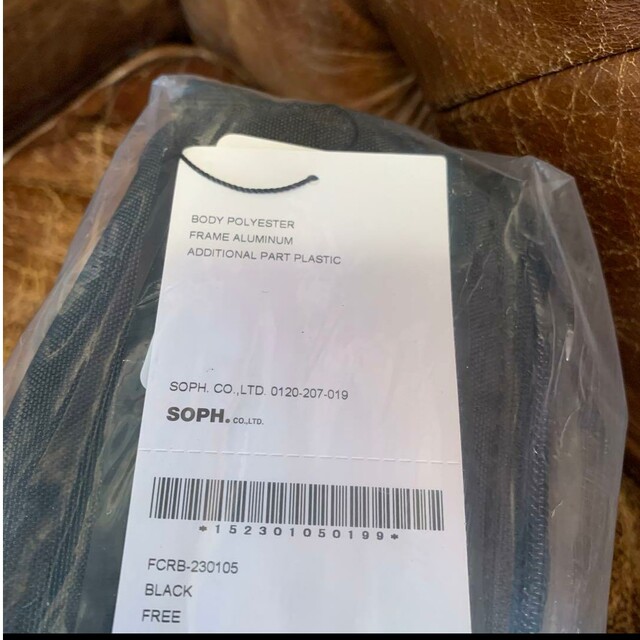 BODY POLYESTER
FRAME ALUMINUM
ADDITIONAL PART PLASTIC
SOPH. CO.,LTD. 0120-207-019
SOPH. CO.,LTD.
*152301050199*
FCRB-230105
BLACK
FREE